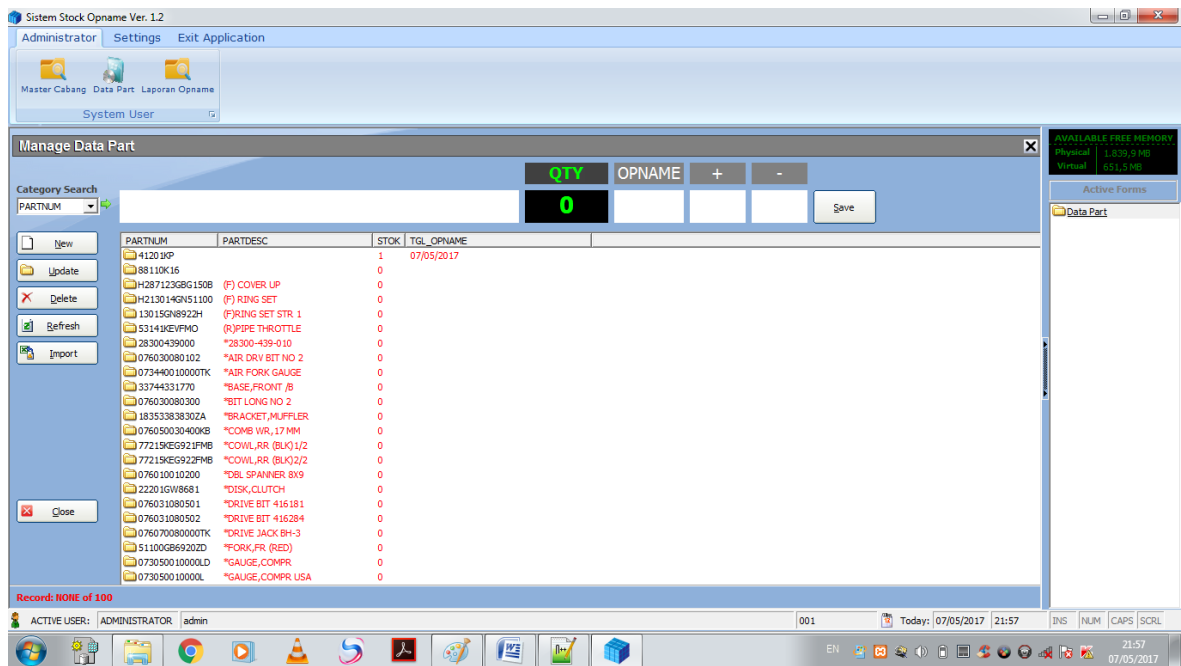 Sistem Stock Opname Ver. 1.2
Administrator Settings Exit Application
Master Cabang Data Part Laporan Opname
System User
Manage Data Part
AVAILABLE FREE MEMORY
Physical 1.839,9 MB
Virtual 651,5 MB
QTY OPNAME + -
Category Search
PARTNUM
0
Save
Active Forms
Data Part
New
Update
Delete
Refresh
Import
Close
PARTNUM PARTDESC STOK TGL_OPNAME
41201KP 1 07/05/2017
88110K16 0
H287123GBG150B (F) COVER UP 0
H213014GN51100 (F) RING SET 0
13015GN8922H (F)RING SET STR 1 0
53141KEVFMO (R)PIPE THROTTLE 0
28300439000 *28300-439-010 0
076030080102 *AIR DRV BIT NO 2 0
073440010000TK *AIR FORK GAUGE 0
33744331770 *BASE,FRONT /B 0
076030080300 *BIT LONG NO 2 0
18353383830ZA *BRACKET,MUFFLER 0
076050030400KB *COMB WR,17 MM 0
77215KEG921FMB *COWL,RR (BLK)1/2 0
77215KEG922FMB *COWL,RR (BLK)2/2 0
076010010200 *DBL SPANNER 8X9 0
22201GW8681 *DISK,CLUTCH 0
076031080501 *DRIVE BIT 416181 0
076031080502 *DRIVE BIT 416284 0
076070080000TK *DRIVE JACK BH-3 0
51100GB6920ZD *FORK,FR (RED) 0
073050010000LD *GAUGE,COMPR 0
073050010000L *GAUGE,COMPR USA 0
Record: NONE of 100
ACTIVE USER: ADMINISTRATOR admin 001 Today: 07/05/2017 21:57 INS NUM CAPS SCRL
EN 21:57
07/05/2017